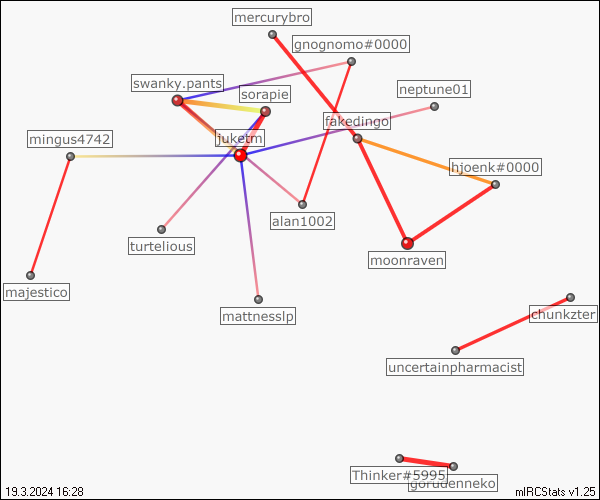 mercurybro
gnognomo#0000
swanky.pants
neptune01
sorapie
fakedingo
mingus4742
juketm
hjoenk#0000
alan1002
turtelious
moonraven
majestico
mattnesslp
chunkzter
uncertainpharmacist
Thinker#5995
gorudenneko
19.3.2024 16:28
mIRCStats v1.25